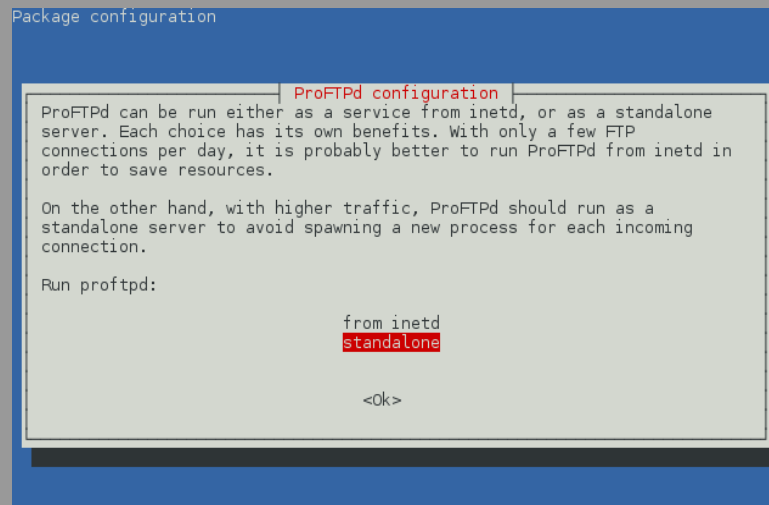 Package configuration
ProFTPd configuration
ProFTPd can be run either as a service from inetd, or as a standalone
server. Each choice has its own benefits. With only a few FTP
connections per day, it is probably better to run ProFTPd from inetd in
order to save resources.
On the other hand, with higher traffic, ProFTPd should run as a
standalone server to avoid spawning a new process for each incoming
connection.
Run proftpd:
from inetd
standalone
<Ok>